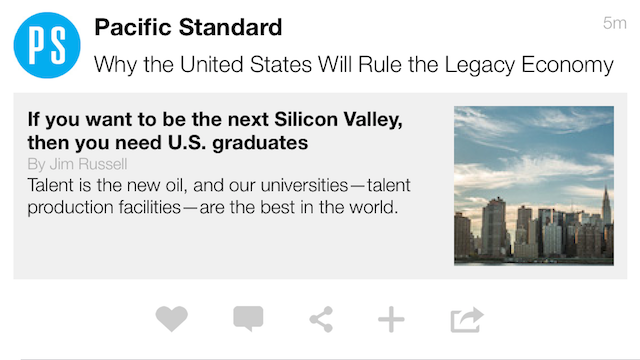 PS
Pacific Standard
5m
Why the United States Will Rule the Legacy Economy
If you want to be the next Silicon Valley,
then you need U.S. graduates
By Jim Russell
Talent is the new oil, and our universities—talent
production facilities—are the best in the world.